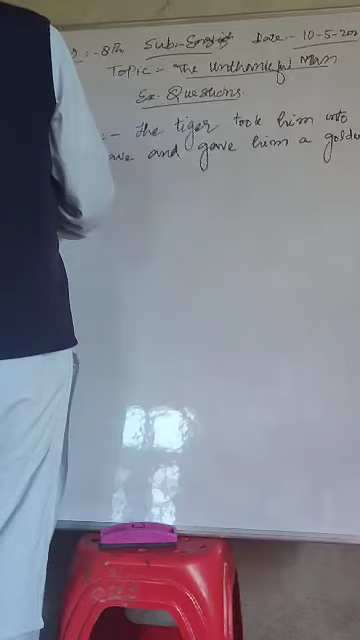 :- 8th Sub:- English Date:- 10-5-202
Topic:- The Unthankful Man
Ex. Questions.
:- The tiger took him into
ave and gave him a golde